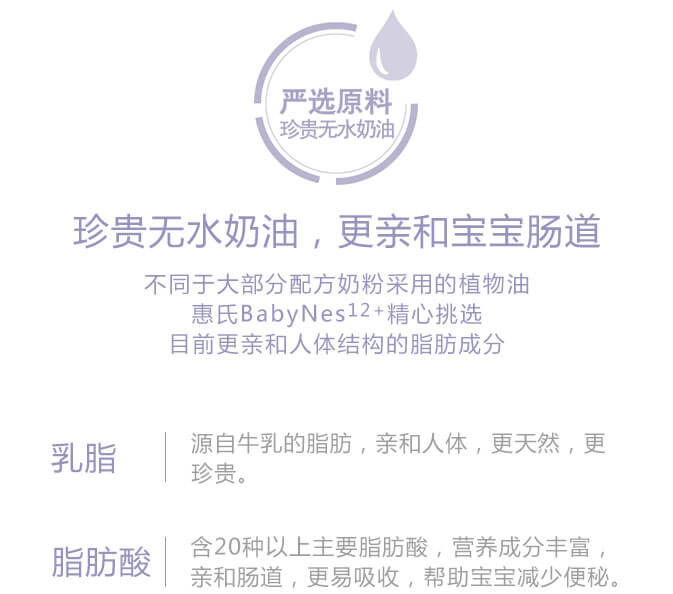 严选原料
珍贵无水奶油
珍贵无水奶油，更亲和宝宝肠道
不同于大部分配方奶粉采用的植物油
惠氏BabyNes12+精心挑选
目前更亲和人体结构的脂肪成分
乳脂
源自牛乳的脂肪，亲和人体，更天然，更
珍贵。
脂肪酸
含20种以上主要脂肪酸，营养成分丰富，
亲和肠道，更易吸收，帮助宝宝减少便秘。